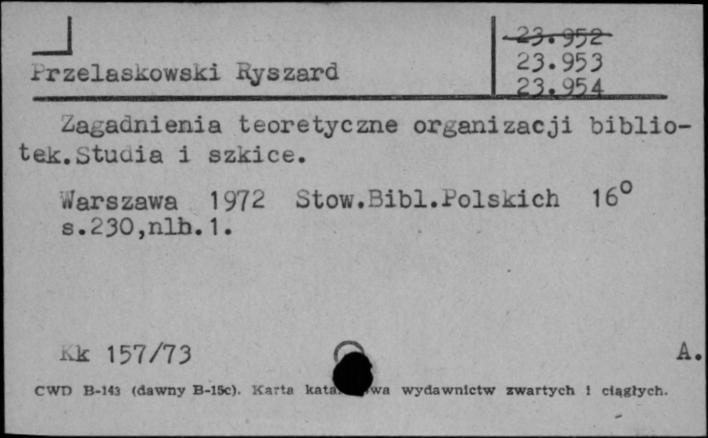 23.952
23.953
Przelaskowski Ryszard
23.954
Zagadnienia teoretyczne organizacji biblio-
tek.Studia i szkice.
Warszawa 1972 Stow.Bibl.Polskich 16°
s.230,nlb.1.
Kk 157/73
A.
CWD B-143 (dawny B-15c). Karta wydawnictw zwartych i ciągłych.